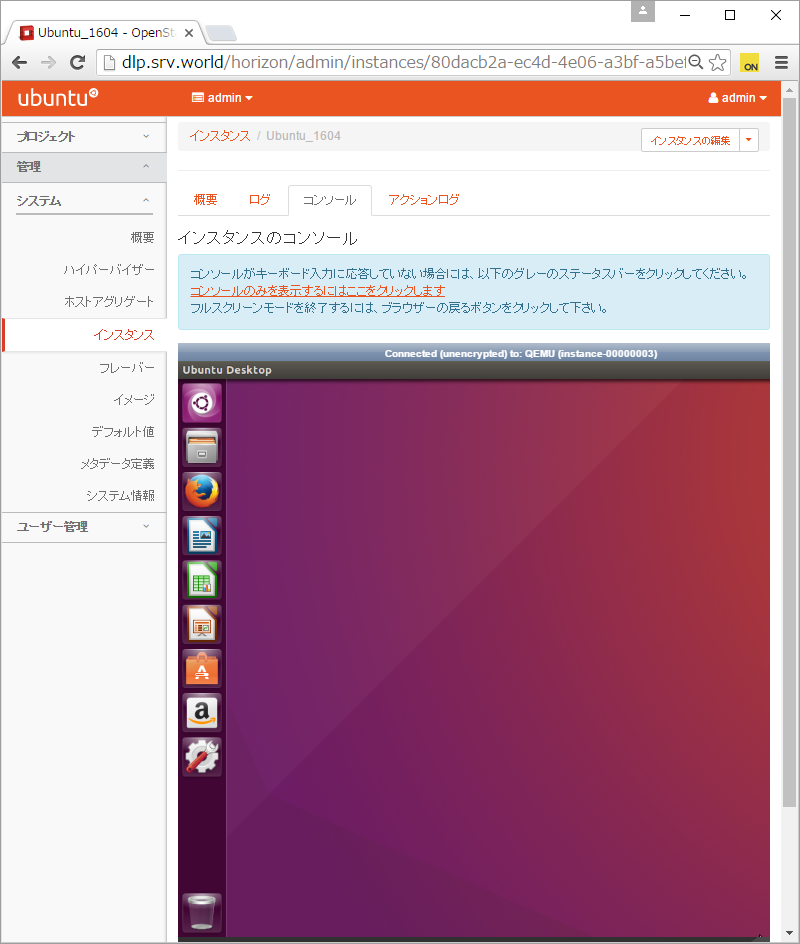 Ubuntu_1604 - OpenSt
dlp.srv.world/horizon/admin/instances/80dacb2a-ec4d-4e06-a3bf-a5bef
ON
ubuntu
admin
admin
プロジェクト
管理
システム
概要
ハイパーバイザー
ホストアグリゲート
インスタンス
フレーバー
イメージ
デフォルト値
メタデータ定義
システム情報
ユーザー管理
インスタンス / Ubuntu_1604
インスタンスの編集
概要
ログ
コンソール
アクションログ
インスタンスのコンソール
コンソールがキーボード入力に応答していない場合には、以下のグレーのステータスバーをクリックしてください。
コンソールのみを表示するにはここをクリックします
フルスクリーンモードを終了するには、ブラウザーの戻るボタンをクリックして下さい。
Connected (unencrypted) to: QEMU (instance-00000003)
Ubuntu Desktop